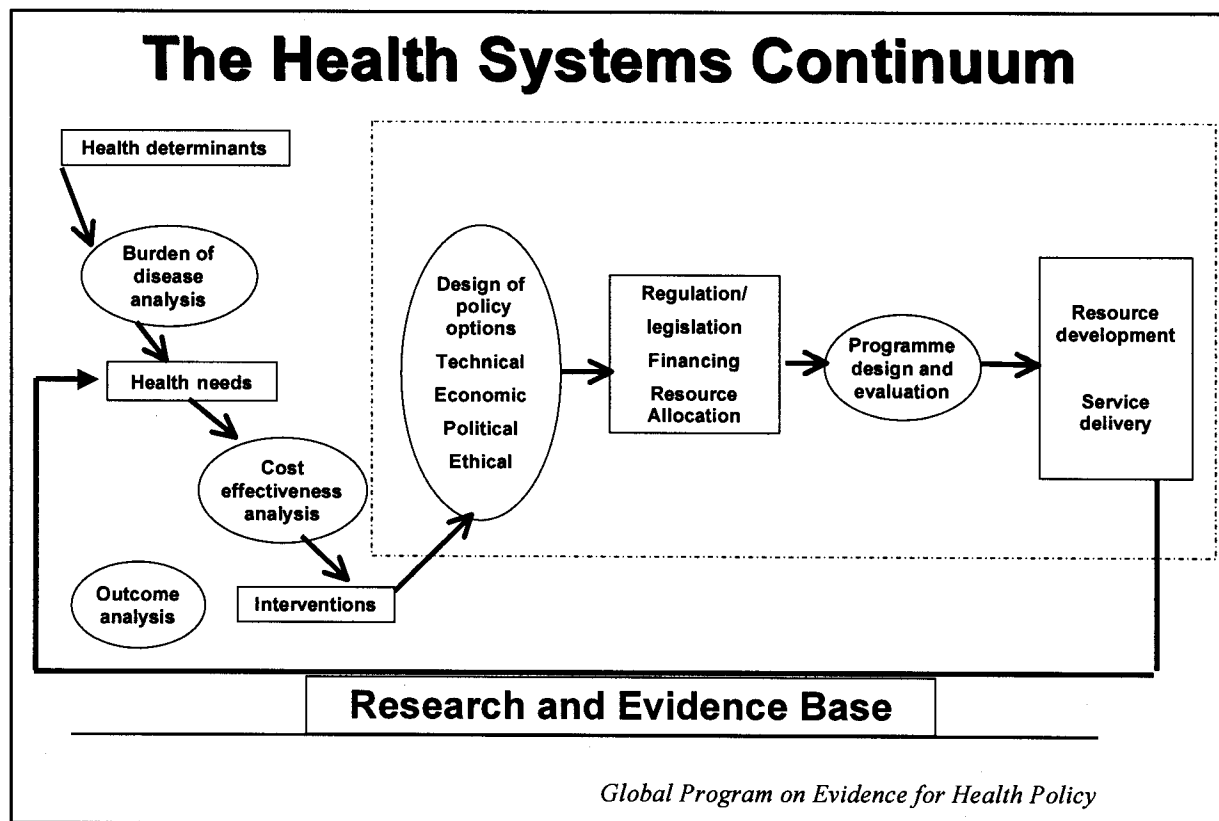 The Health Systems Continuum
Health determinants
Burden of
disease
analysis
Health needs
Cost
effectiveness
analysis
Outcome
analysis
Interventions
Design of
policy
options
Technical
Economic
Political
Ethical
Regulation/
legislation
Financing
Resource
Allocation
Programme
design and
evaluation
Resource
development
Service
delivery
Research and Evidence Base
Global Program on Evidence for Health Policy